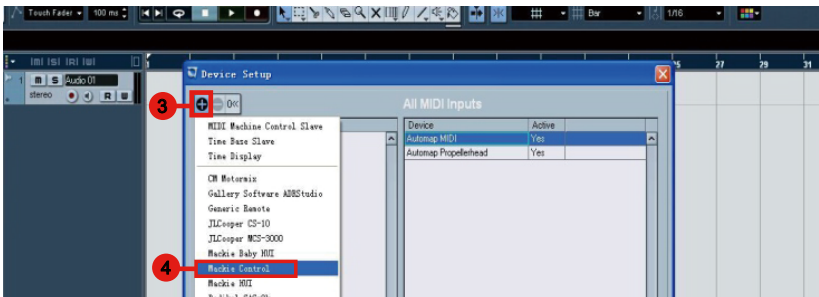 Touch Fader 100 ms Bar 1/16
25 27 29 31
1 m S Audio 01
stereo R W
Device Setup
3
All MIDI Inputs
Device Active
Automap MIDI Yes
Automap Propellerhead Yes
MIDI Machine Control Slave
Time Base Slave
Time Display
CM Motormix
Gallery Software ADRStudio
Generic Remote
JLCooper CS-10
JLCooper MCS-3000
Mackie Baby HUI
4
Mackie Control
Mackie HUI